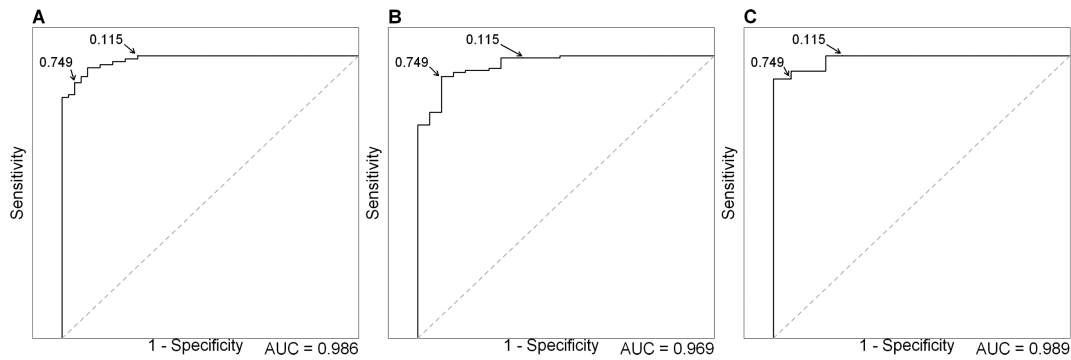 A
0.115
0.749
Sensitivity
1 - Specificity
AUC = 0.986
B
0.115
0.749
Sensitivity
1 - Specificity
AUC = 0.969
C
0.115
0.749
Sensitivity
1 - Specificity
AUC = 0.989